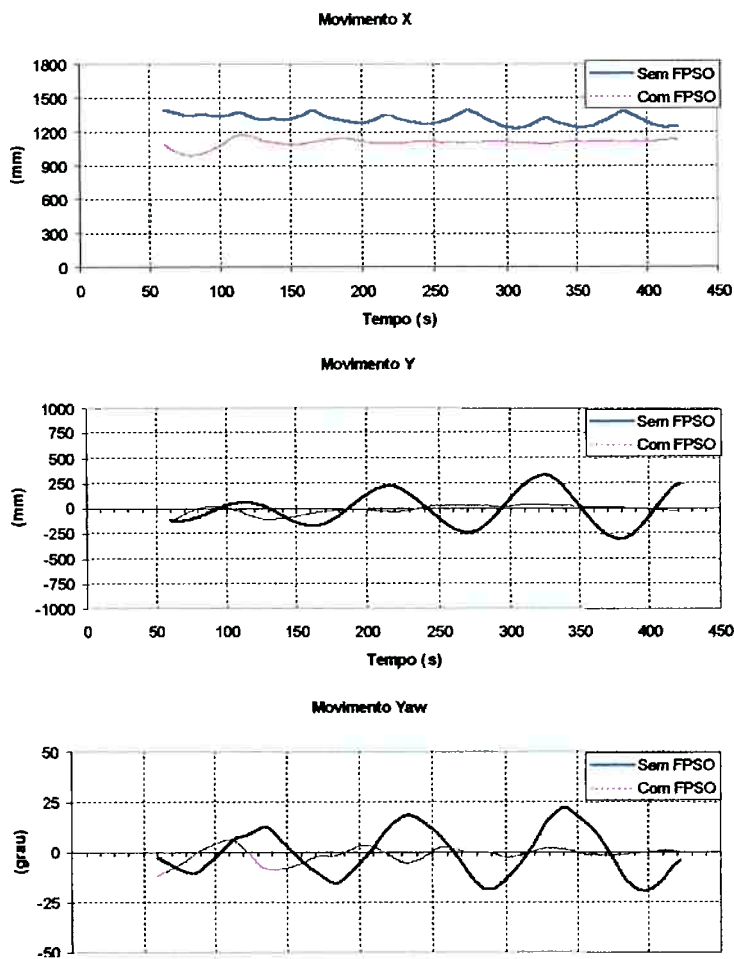 Movimento X
1800
1500
1200
900
600
300
0
(mm)
Sem FPSO
Com FPSO
0 50 100 150 200 250 300 350 400 450
Tempo (s)
Movimento Y
1000
750
500
250
0
-250
-500
-750
-1000
(mm)
Sem FPSO
Com FPSO
0 50 100 150 200 250 300 350 400 450
Tempo (s)
Movimento Yaw
50
25
0
-25
-50
(grau)
Sem FPSO
Com FPSO